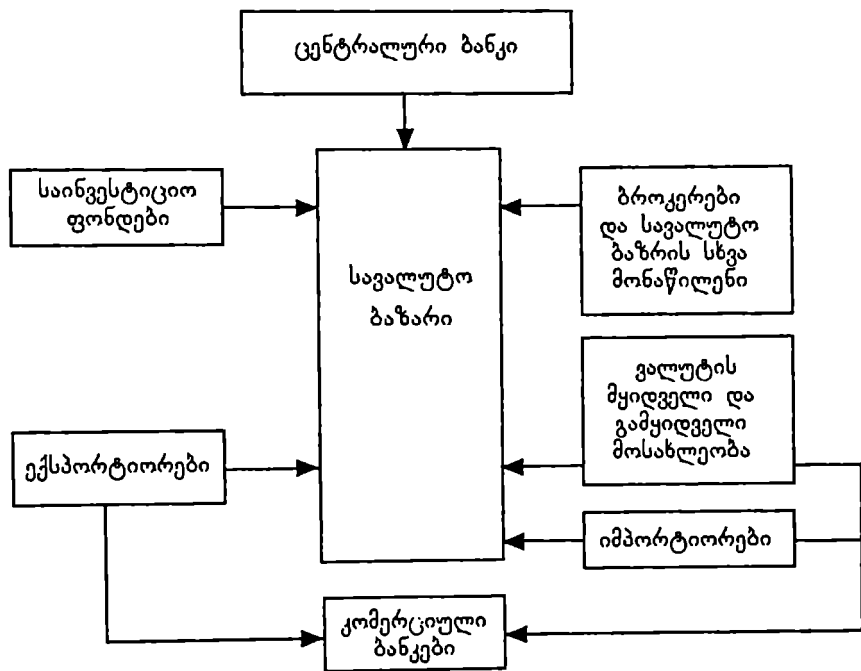 ცენტრალური ბანკი
საინვესტიციო
ფონდები
სავალუტო
ბაზარი
ბროკერები
და სავალუტო
ბაზრის სხვა
მონაწილენი
ვალუტის
მყიდველი და
გამყიდველი
მოსახლეობა
ექსპორტიორები
იმპორტიორები
კომერციული
ბანკები